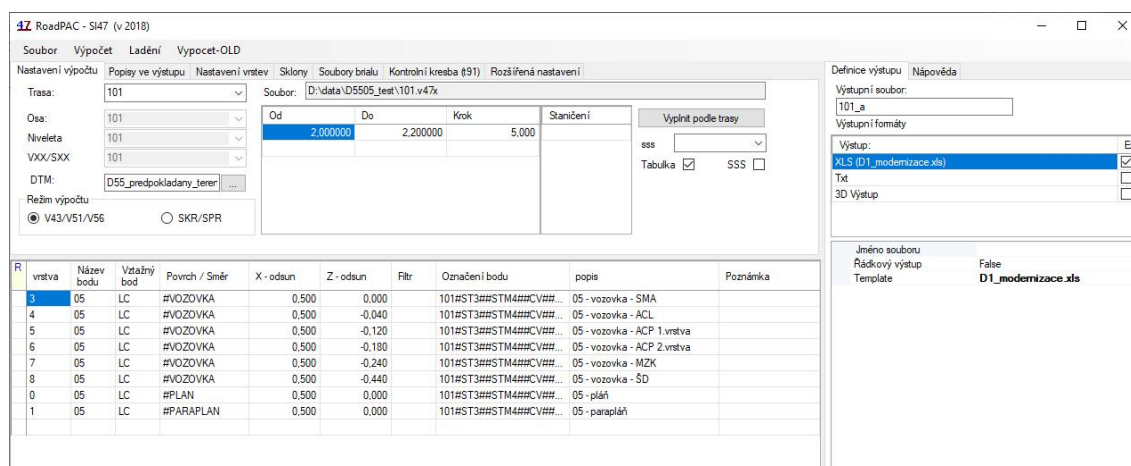 47 RoadPAC - SI47 (v 2018)
Soubor Výpočet Ladění Vypocet-OLD
Nastavení výpočtu Popisy ve výstupu Nastavení vrstev Sklony Soubory brialu Kontrolní kresba (t91) Rozšířená nastavení
Trasa: 101
Osa: 101
Niveleta 101
VXX/SXX 101
DTM: D55_predpokladany_teren ...
Režim výpočtu
V43/V51/V56 SKR/SPR
Soubor: D:\data\D5505_test\101.v47x
Od Do Krok Staničení
2,000000 2,200000 5,000
Vyplnit podle trasy
sss
Tabulka SSS
Definice výstupu Nápověda
Výstupní soubor:
101_a
Výstupní formáty
Výstup: E
XLS (D1_modernizace.xls)
Txt
3D Výstup
Jméno souboru
Řádkový výstup False
Template D1_modernizace.xls
R vrstva Název bodu Vztažný bod Povrch / Směr X - odsun Z - odsun Filtr Označení bodu popis Poznámka
3 05 LC #VOZOVKA 0,500 0,000 101#ST3##STM4###CV##... 05 - vozovka - SMA
4 05 LC #VOZOVKA 0,500 -0,040 101#ST3##STM4###CV##... 05 - vozovka - ACL
5 05 LC #VOZOVKA 0,500 -0,120 101#ST3##STM4###CV##... 05 - vozovka - ACP 1.vrstva
6 05 LC #VOZOVKA 0,500 -0,180 101#ST3##STM4###CV##... 05 - vozovka - ACP 2.vrstva
7 05 LC #VOZOVKA 0,500 -0,240 101#ST3##STM4###CV##... 05 - vozovka - MZK
8 05 LC #VOZOVKA 0,500 -0,440 101#ST3##STM4###CV##... 05 - vozovka - ŠD
0 05 LC #PLAN 0,500 0,000 101#ST3##STM4###CV##... 05 - pláň
1 05 LC #PARAPLAN 0,500 0,000 101#ST3##STM4###CV##... 05 - parapláň